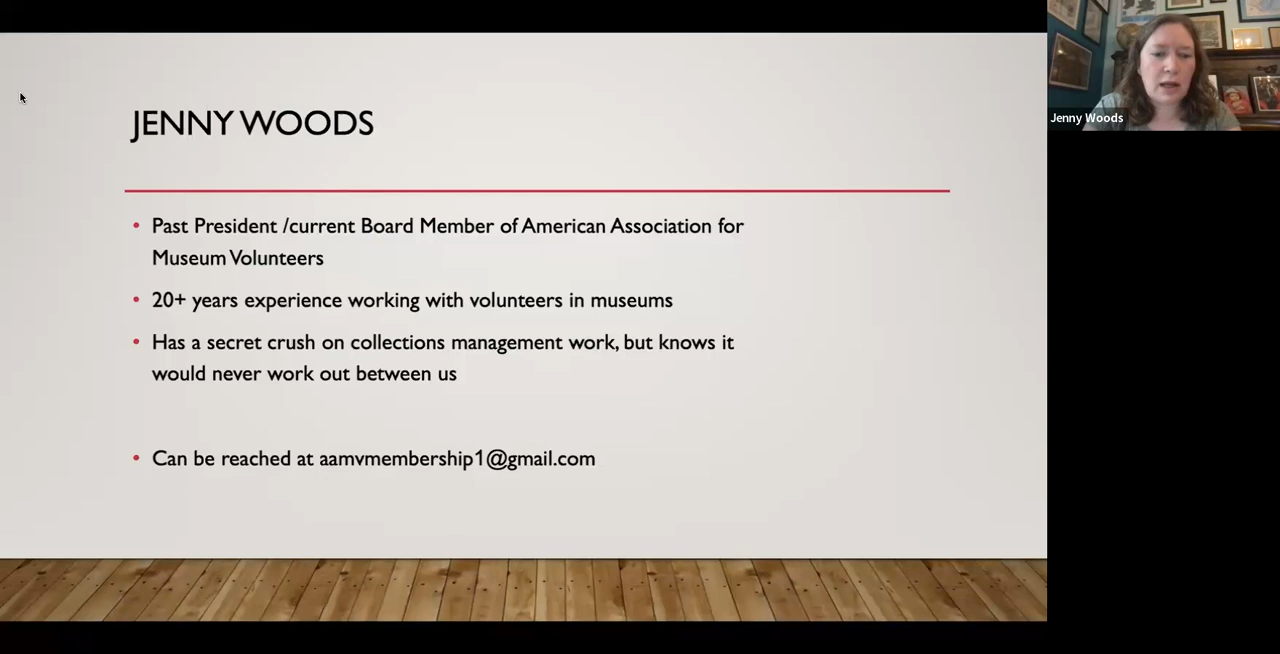 JENNY WOODS
Past President /current Board Member of American Association for
Museum Volunteers
20+ years experience working with volunteers in museums
Has a secret crush on collections management work, but knows it
would never work out between us
Can be reached at aamvmembership1@gmail.com
Jenny Woods